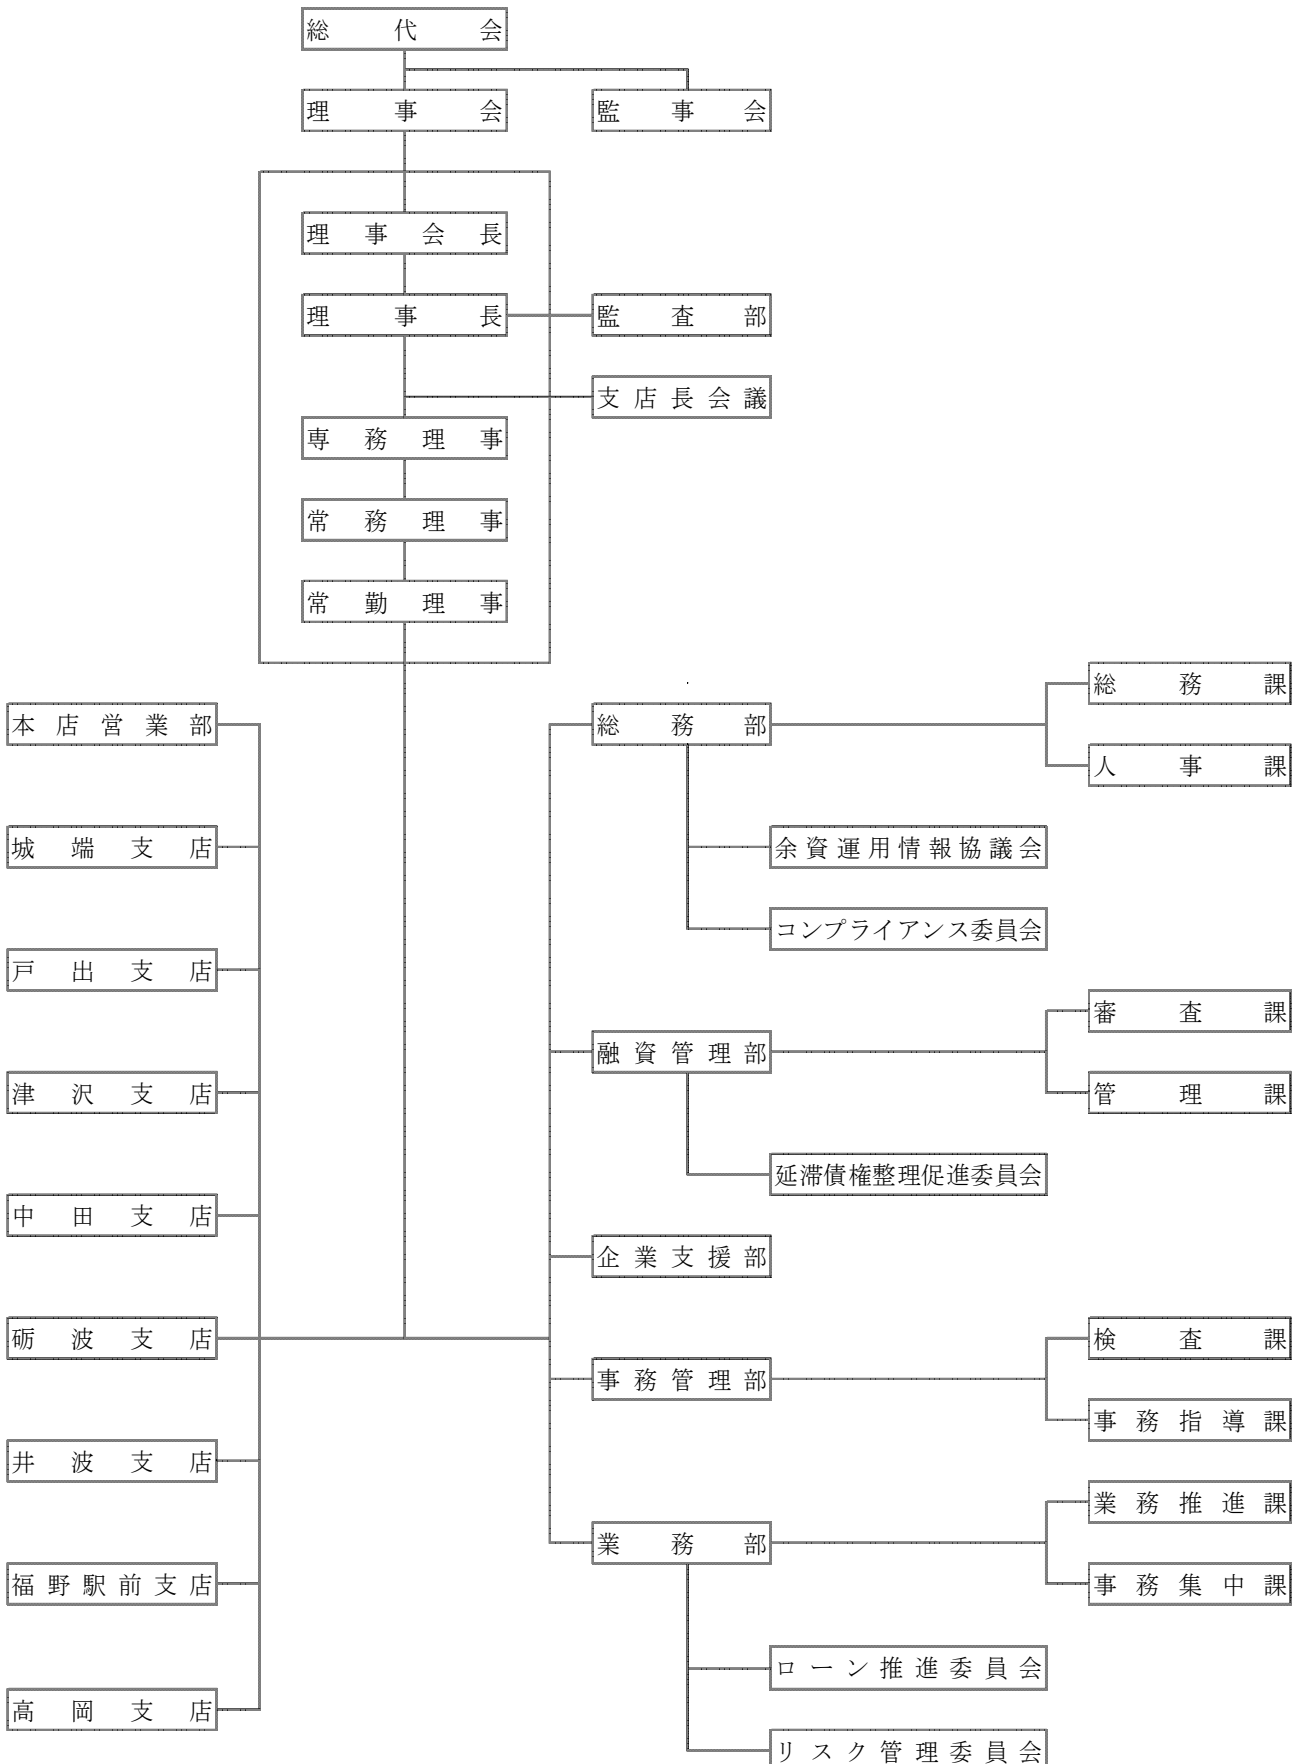 総代会
理事会
監事会
理事会長
理事長
監査部
支店長会議
専務理事
常務理事
常勤理事
総務課
本店営業部
総務部
人事課
城端支店
余資運用情報協議会
コンプライアンス委員会
戸出支店
審査課
融資管理部
津沢支店
管理課
延滞債権整理促進委員会
中田支店
企業支援部
砺波支店
検査課
事務管理部
事務指導課
井波支店
業務推進課
業務部
福野駅前支店
事務集中課
ローン推進委員会
高岡支店
リスク管理委員会